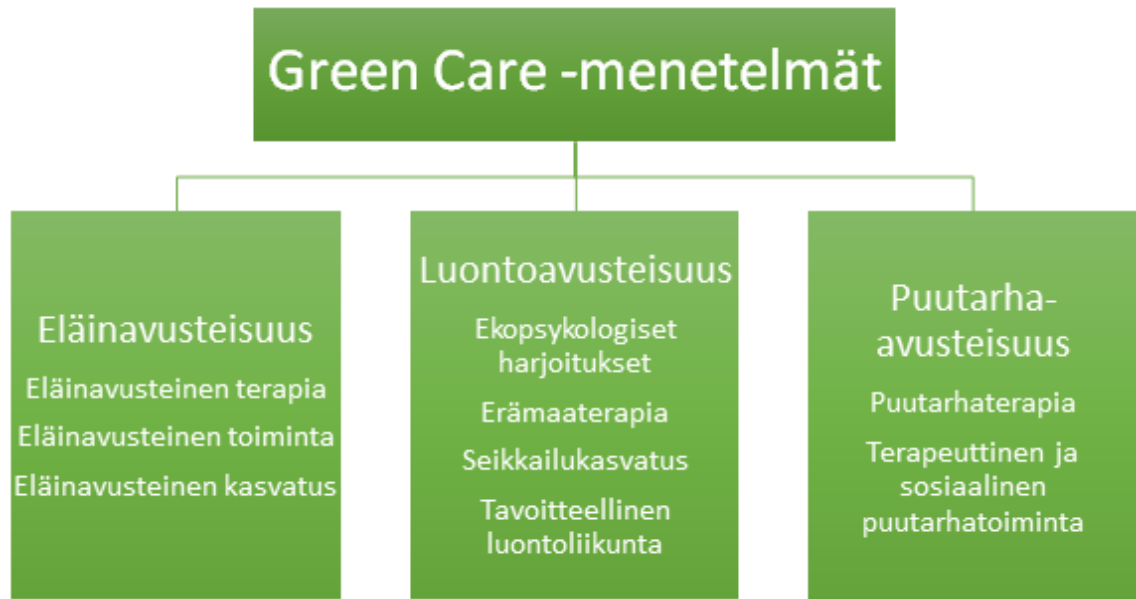 Green Care -menetelmät
Eläinavusteisuus
Eläinavusteinen terapia
Eläinavusteinen toiminta
Eläinavusteinen kasvatus
Luontoavusteisuus
Ekopsykologiset
harjoitukset
Erämaaterapia
Seikkailukasvatus
Tavoitteellinen
luontoliikunta
Puutarha-
avusteisuus
Puutarhaterapia
Terapeuttinen ja
sosiaalinen
puutarhatoiminta